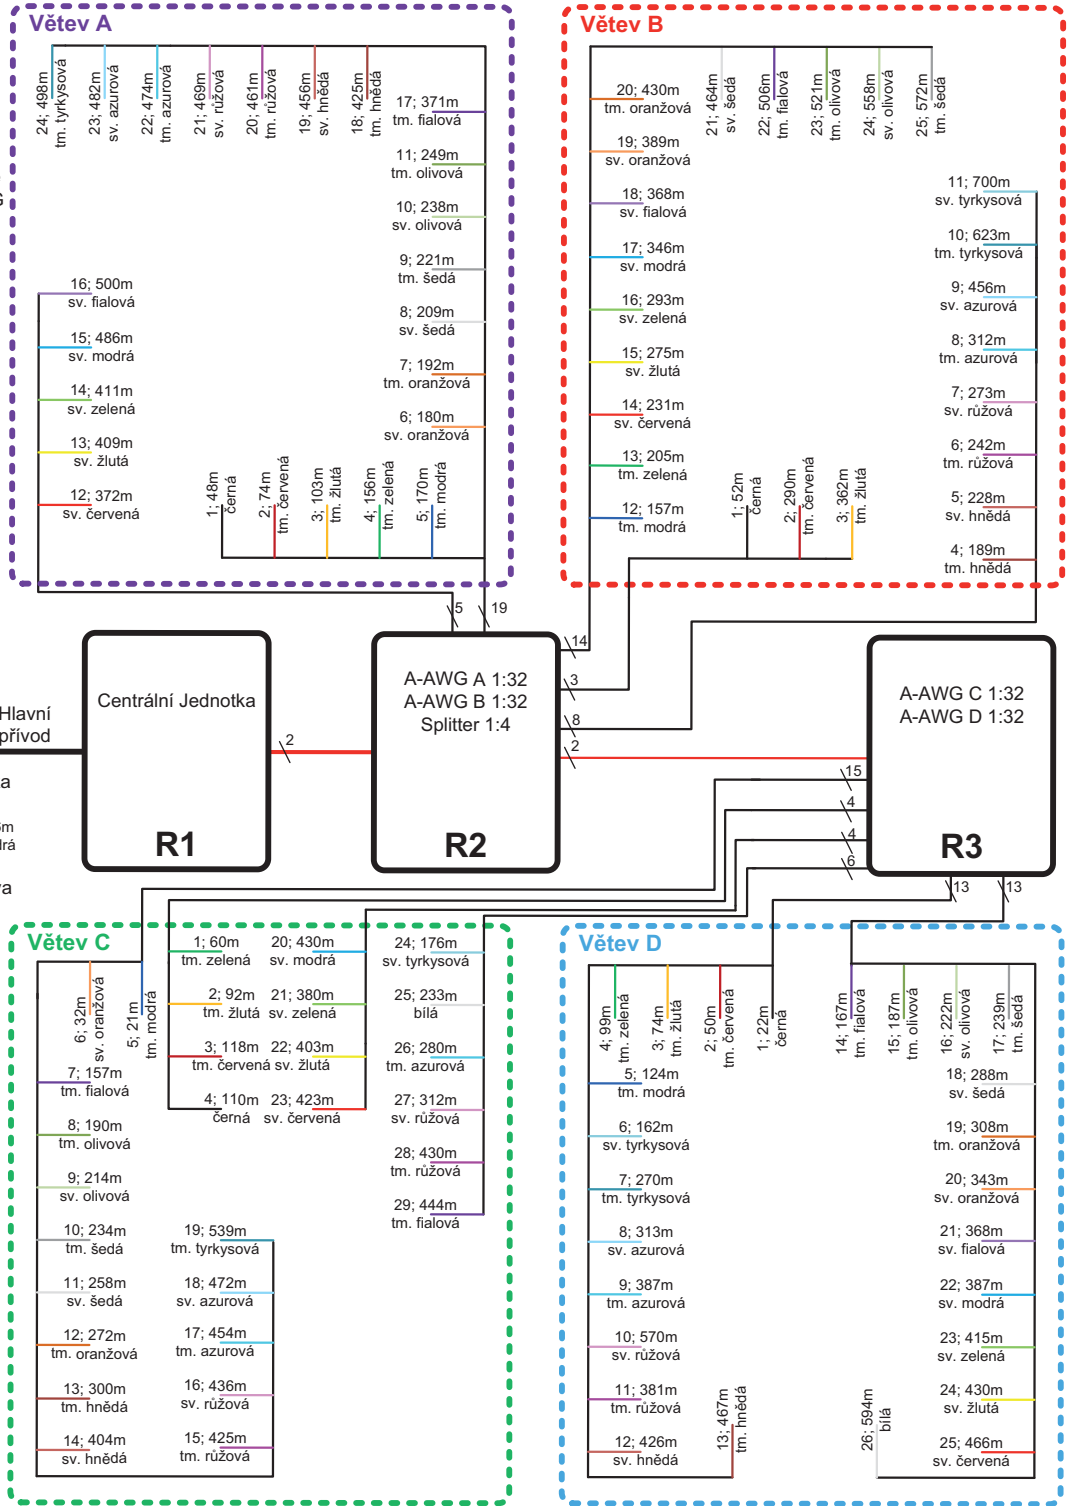 Větev A
24; 498m
tm. tyrkysová
23; 482m
sv. azurová
22; 474m
tm. azurová
21; 469m
sv. růžová
20; 461m
tm. růžová
19; 456m
sv. hnědá
18; 425m
tm. hnědá
17; 371m
tm. fialová
11; 249m
tm. olivová
10; 238m
sv. olivová
9; 221m
tm. šedá
8; 209m
sv. šedá
7; 192m
tm. oranžová
6; 180m
sv. oranžová
16; 500m
sv. fialová
15; 486m
sv. modrá
14; 411m
sv. zelená
13; 409m
sv. žlutá
12; 372m
sv. červená
1; 48m
černá
2; 74m
tm. červená
3; 103m
tm. žlutá
4; 156m
tm. zelená
5; 170m
tm. modrá
Větev B
20; 430m
tm. oranžová
19; 389m
sv. oranžová
18; 368m
sv. fialová
17; 346m
sv. modrá
16; 293m
sv. zelená
15; 275m
sv. žlutá
14; 231m
sv. červená
13; 205m
tm. zelená
12; 157m
tm. modrá
21; 464m
sv. šedá
22; 506m
tm. fialová
23; 521m
tm. olivová
24; 558m
sv. olivová
25; 572m
tm. šedá
11; 700m
sv. tyrkysová
10; 623m
tm. tyrkysová
9; 456m
sv. azurová
8; 312m
tm. azurová
7; 273m
sv. růžová
6; 242m
tm. růžová
5; 228m
sv. hnědá
4; 189m
tm. hnědá
1; 52m
černá
2; 290m
tm. červená
3; 362m
tm. žlutá
5
19
14
3
8
2
2
15
4
4
6
13
13
Hlavní
přívod
Centrální Jednotka
R1
A-AWG A 1:32
A-AWG B 1:32
Splitter 1:4
R2
A-AWG C 1:32
A-AWG D 1:32
R3
Větev C
6; 32m
sv. oranžová
5; 21m
tm. modrá
7; 157m
tm. fialová
8; 190m
tm. olivová
9; 214m
sv. olivová
10; 234m
tm. šedá
11; 258m
sv. šedá
12; 272m
tm. oranžová
13; 300m
tm. hnědá
14; 404m
sv. hnědá
1; 60m
tm. zelená
2; 92m
tm. žlutá
3; 118m
tm. červená
4; 110m
černá
20; 430m
sv. modrá
21; 380m
sv. zelená
22; 403m
sv. žlutá
23; 423m
sv. červená
19; 539m
tm. tyrkysová
18; 472m
sv. azurová
17; 454m
tm. azurová
16; 436m
sv. růžová
15; 425m
tm. růžová
24; 176m
sv. tyrkysová
25; 233m
bílá
26; 280m
tm. azurová
27; 312m
sv. růžová
28; 430m
tm. růžová
29; 444m
tm. fialová
Větev D
4; 99m
tm. zelená
3; 74m
tm. žlutá
2; 50m
tm. červená
1; 22m
černá
5; 124m
tm. modrá
6; 162m
sv. tyrkysová
7; 270m
tm. tyrkysová
8; 313m
sv. azurová
9; 387m
tm. azurová
10; 570m
sv. růžová
11; 381m
tm. růžová
12; 426m
sv. hnědá
13; 467m
tm. hnědá
14; 167m
tm. fialová
15; 187m
tm. olivová
16; 222m
sv. olivová
17; 239m
tm. šedá
18; 288m
sv. šedá
19; 308m
tm. oranžová
20; 343m
sv. oranžová
21; 368m
sv. fialová
22; 387m
sv. modrá
23; 415m
sv. zelená
24; 430m
sv. žlutá
25; 466m
sv. červená
26; 594m
bílá